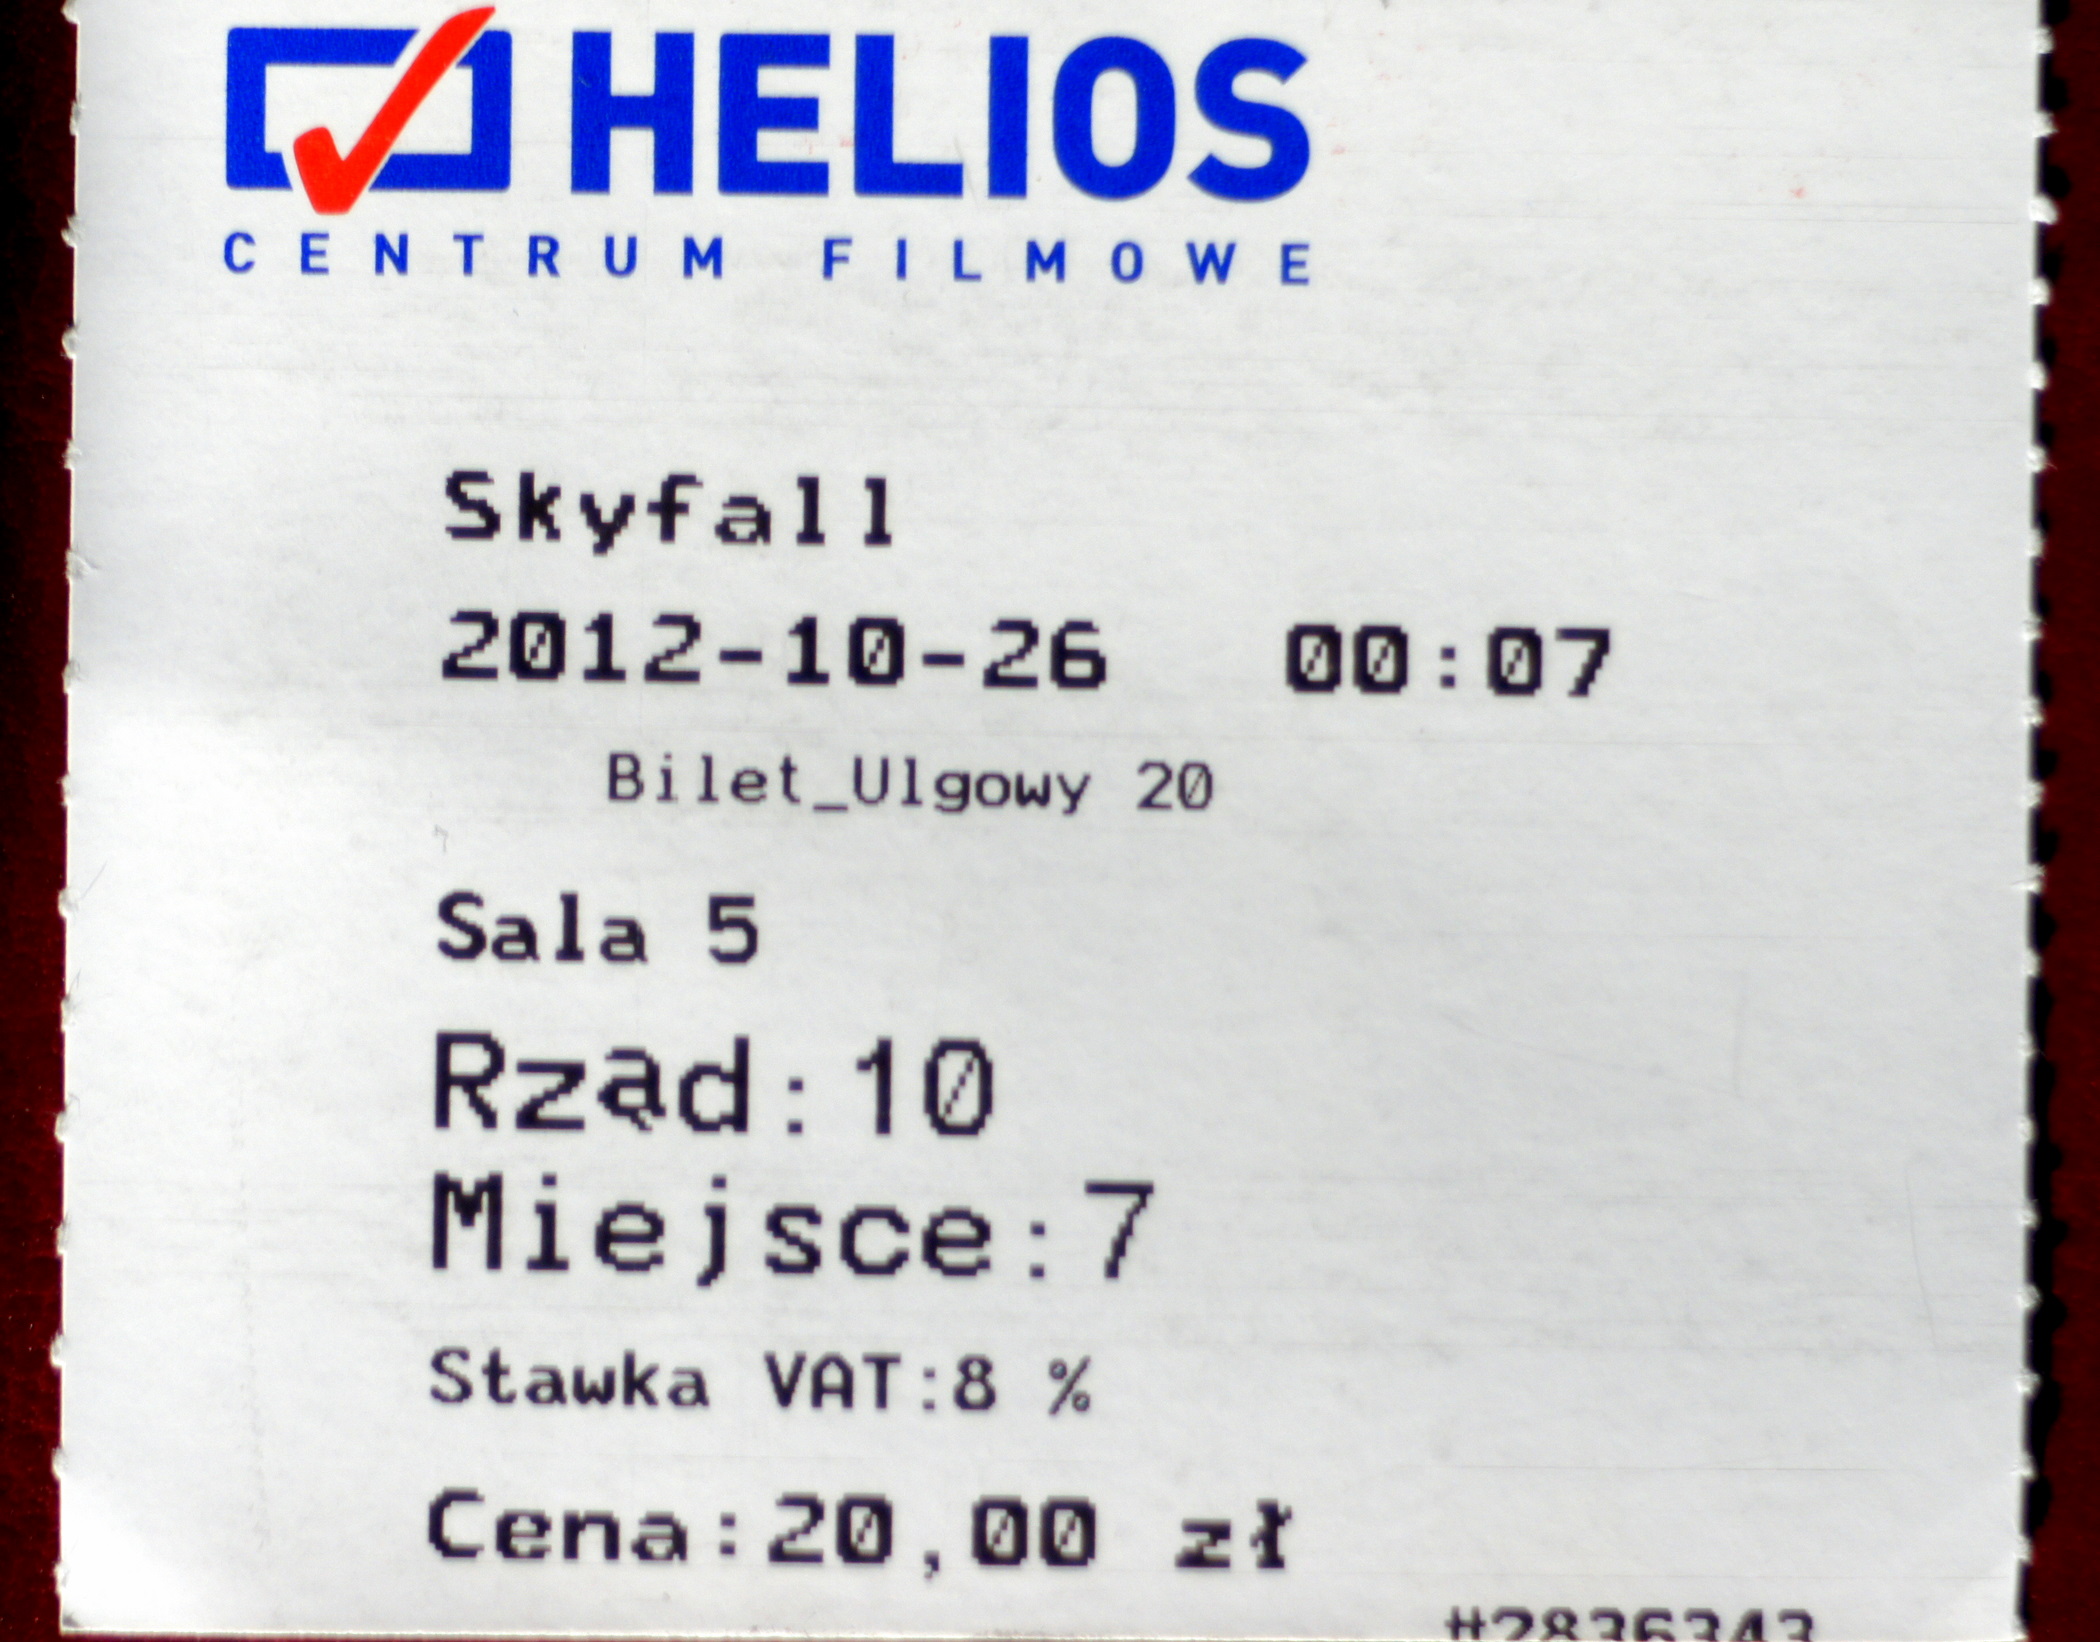 HELIOS
CENTRUM FILMOWE
Skyfall
2012-10-26 00:07
Bilet_Ulgowy 20
Sala 5
Rząd:10
Miejsce:7
Stawka VAT:8 %
Cena:20,00 zł
#2836343